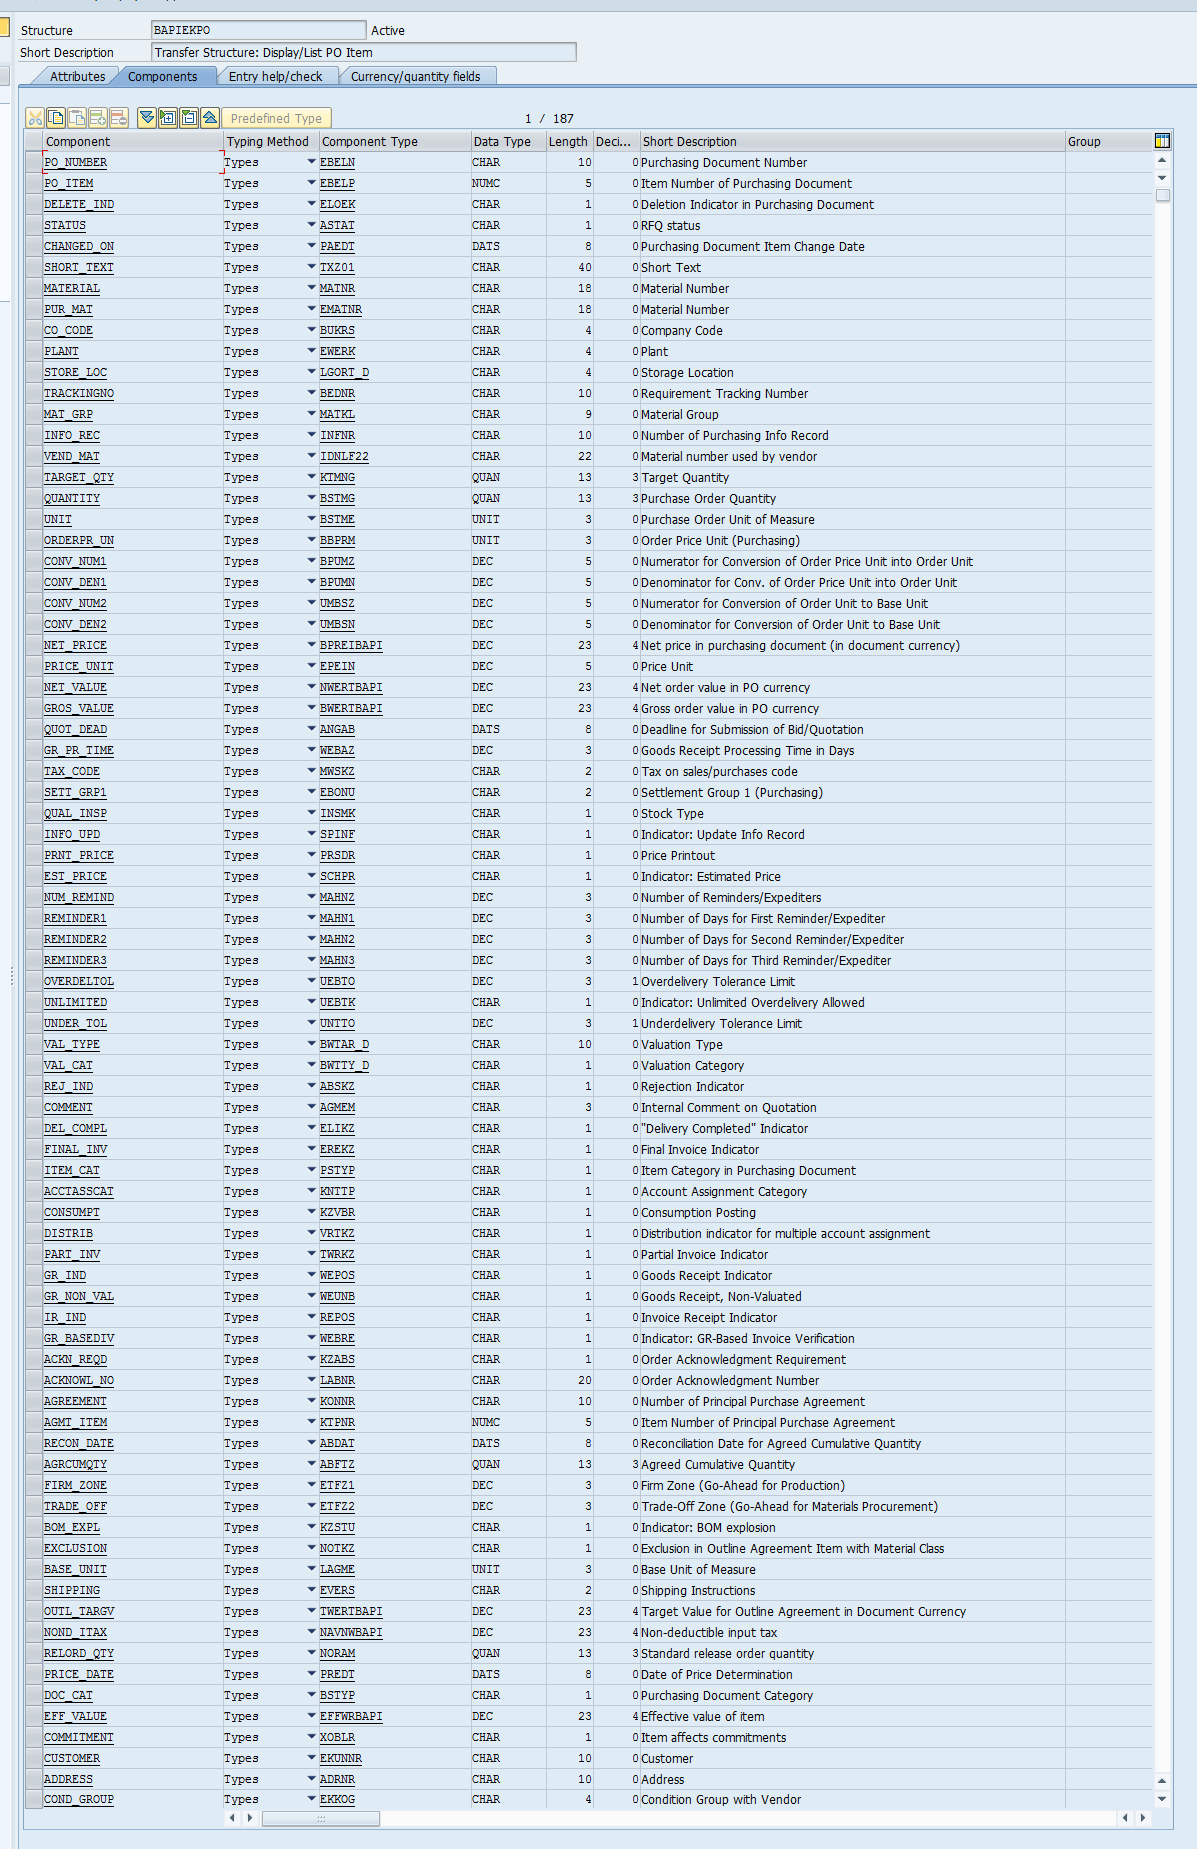 Structure BAPIEKPO Active
Short Description Transfer Structure: Display/List PO Item
Attributes Components Entry help/check Currency/quantity fields
Predefined Type 1 / 187
Component Typing Method Component Type Data Type Length Deci... Short Description Group
PO_NUMBER Types EBELN CHAR 10 0 Purchasing Document Number
PO_ITEM Types EBELP NUMC 5 0 Item Number of Purchasing Document
DELETE_IND Types ELOEK CHAR 1 0 Deletion Indicator in Purchasing Document
STATUS Types ASTAT CHAR 1 0 RFQ status
CHANGED_ON Types PAEDT DATS 8 0 Purchasing Document Item Change Date
SHORT_TEXT Types TXZ01 CHAR 40 0 Short Text
MATERIAL Types MATNR CHAR 18 0 Material Number
PUR_MAT Types EMATNR CHAR 18 0 Material Number
CO_CODE Types BUKRS CHAR 4 0 Company Code
PLANT Types EWERK CHAR 4 0 Plant
STORE_LOC Types LGORT_D CHAR 4 0 Storage Location
TRACKINGNO Types BEDNR CHAR 10 0 Requirement Tracking Number
MAT_GRP Types MATKL CHAR 9 0 Material Group
INFO_REC Types INFNR CHAR 10 0 Number of Purchasing Info Record
VEND_MAT Types IDNLF22 CHAR 22 0 Material number used by vendor
TARGET_QTY Types KTMNG QUAN 13 3 Target Quantity
QUANTITY Types BSTMG QUAN 13 3 Purchase Order Quantity
UNIT Types BSTME UNIT 3 0 Purchase Order Unit of Measure
ORDERPR_UN Types BBPRM UNIT 3 0 Order Price Unit (Purchasing)
CONV_NUM1 Types BPUMZ DEC 5 0 Numerator for Conversion of Order Price Unit into Order Unit
CONV_DEN1 Types BPUMN DEC 5 0 Denominator for Conv. of Order Price Unit into Order Unit
CONV_NUM2 Types UMBSZ DEC 5 0 Numerator for Conversion of Order Unit to Base Unit
CONV_DEN2 Types UMBSN DEC 5 0 Denominator for Conversion of Order Unit to Base Unit
NET_PRICE Types BPREIBAPI DEC 23 4 Net price in purchasing document (in document currency)
PRICE_UNIT Types EPEIN DEC 5 0 Price Unit
NET_VALUE Types NWERTBAPI DEC 23 4 Net order value in PO currency
GROS_VALUE Types BWERTBAPI DEC 23 4 Gross order value in PO currency
QUOT_DEAD Types ANGAB DATS 8 0 Deadline for Submission of Bid/Quotation
GR_PR_TIME Types WEBAZ DEC 3 0 Goods Receipt Processing Time in Days
TAX_CODE Types MWSKZ CHAR 2 0 Tax on sales/purchases code
SETT_GRP1 Types EBONU CHAR 2 0 Settlement Group 1 (Purchasing)
QUAL_INSP Types INSMK CHAR 1 0 Stock Type
INFO_UPD Types SPINF CHAR 1 0 Indicator: Update Info Record
PRNT_PRICE Types PRSDR CHAR 1 0 Price Printout
EST_PRICE Types SCHPR CHAR 1 0 Indicator: Estimated Price
NUM_REMIND Types MAHNZ DEC 3 0 Number of Reminders/Expediters
REMINDER1 Types MAHN1 DEC 3 0 Number of Days for First Reminder/Expediter
REMINDER2 Types MAHN2 DEC 3 0 Number of Days for Second Reminder/Expediter
REMINDER3 Types MAHN3 DEC 3 0 Number of Days for Third Reminder/Expediter
OVERDELTOL Types UEBTO DEC 3 1 Overdelivery Tolerance Limit
UNLIMITED Types UEBTK CHAR 1 0 Indicator: Unlimited Overdelivery Allowed
UNDER_TOL Types UNTTO DEC 3 1 Underdelivery Tolerance Limit
VAL_TYPE Types BWTAR_D CHAR 10 0 Valuation Type
VAL_CAT Types BWTTY_D CHAR 1 0 Valuation Category
REJ_IND Types ABSKZ CHAR 1 0 Rejection Indicator
COMMENT Types AGMEM CHAR 3 0 Internal Comment on Quotation
DEL_COMPL Types ELIKZ CHAR 1 0 "Delivery Completed" Indicator
FINAL_INV Types EREKZ CHAR 1 0 Final Invoice Indicator
ITEM_CAT Types PSTYP CHAR 1 0 Item Category in Purchasing Document
ACCTASSCAT Types KNTTP CHAR 1 0 Account Assignment Category
CONSUMPT Types KZVBR CHAR 1 0 Consumption Posting
DISTRIB Types VRTKZ CHAR 1 0 Distribution indicator for multiple account assignment
PART_INV Types TWRKZ CHAR 1 0 Partial Invoice Indicator
GR_IND Types WEPOS CHAR 1 0 Goods Receipt Indicator
GR_NON_VAL Types WEUNB CHAR 1 0 Goods Receipt, Non-Valuated
IR_IND Types REPOS CHAR 1 0 Invoice Receipt Indicator
GR_BASEDIV Types WEBRE CHAR 1 0 Indicator: GR-Based Invoice Verification
ACKN_REQD Types KZABS CHAR 1 0 Order Acknowledgment Requirement
ACKNOWL_NO Types LABNR CHAR 20 0 Order Acknowledgment Number
AGREEMENT Types KONNR CHAR 10 0 Number of Principal Purchase Agreement
AGMT_ITEM Types KTPNR NUMC 5 0 Item Number of Principal Purchase Agreement
RECON_DATE Types ABDAT DATS 8 0 Reconciliation Date for Agreed Cumulative Quantity
AGRCUMQTY Types ABFTZ QUAN 13 3 Agreed Cumulative Quantity
FIRM_ZONE Types ETFZ1 DEC 3 0 Firm Zone (Go-Ahead for Production)
TRADE_OFF Types ETFZ2 DEC 3 0 Trade-Off Zone (Go-Ahead for Materials Procurement)
BOM_EXPL Types KZSTU CHAR 1 0 Indicator: BOM explosion
EXCLUSION Types NOTKZ CHAR 1 0 Exclusion in Outline Agreement Item with Material Class
BASE_UNIT Types LAGME UNIT 3 0 Base Unit of Measure
SHIPPING Types EVERS CHAR 2 0 Shipping Instructions
OUTL_TARGV Types TWERTBAPI DEC 23 4 Target Value for Outline Agreement in Document Currency
NOND_ITAX Types NAVNWBAPI DEC 23 4 Non-deductible input tax
RELORD_QTY Types NORAM QUAN 13 3 Standard release order quantity
PRICE_DATE Types PREDT DATS 8 0 Date of Price Determination
DOC_CAT Types BSTYP CHAR 1 0 Purchasing Document Category
EFF_VALUE Types EFFWRBAPI DEC 23 4 Effective value of item
COMMITMENT Types XOBLR CHAR 1 0 Item affects commitments
CUSTOMER Types EKUNNR CHAR 10 0 Customer
ADDRESS Types ADRNR CHAR 10 0 Address
COND_GROUP Types EKKOG CHAR 4 0 Condition Group with Vendor